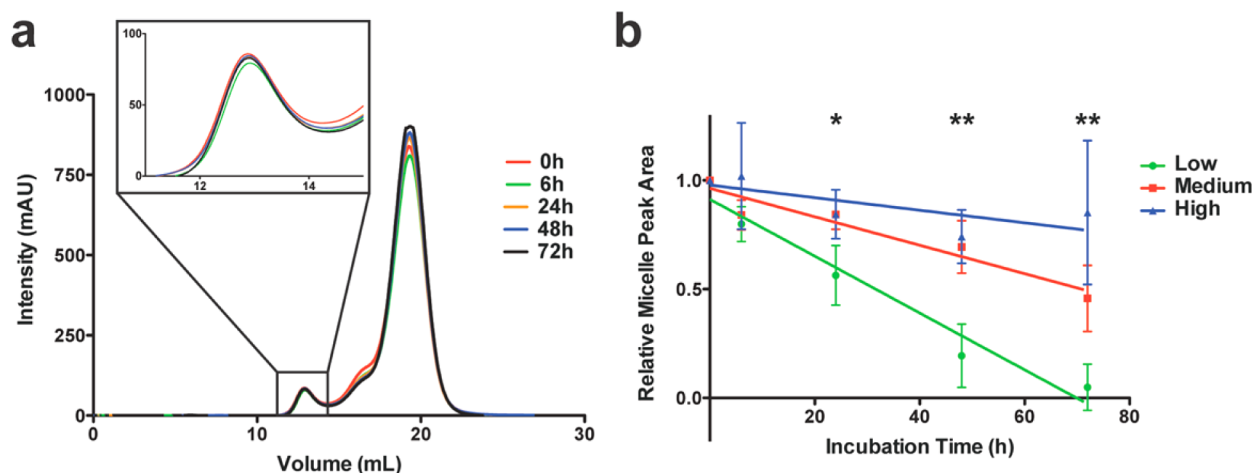 a
100
50
0
12 14
1000
750
500
250
0
0 10 20 30
Intensity (mAU)
Volume (mL)
0h
6h
24h
48h
72h
b
* ** **
1.0
0.5
0.0
20 40 60 80
Relative Micelle Peak Area
Incubation Time (h)
Low
Medium
High